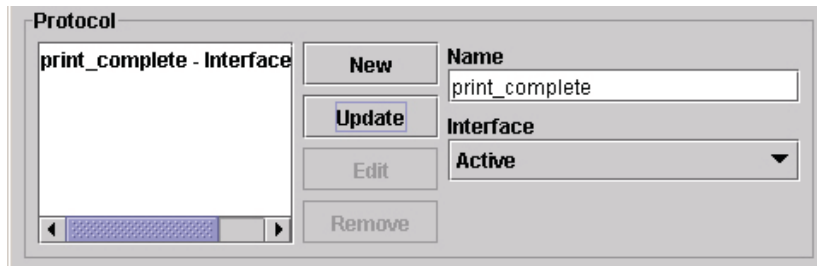 Protocol
print_complete - Interface
New
Update
Edit
Remove
Name
print_complete
Interface
Active